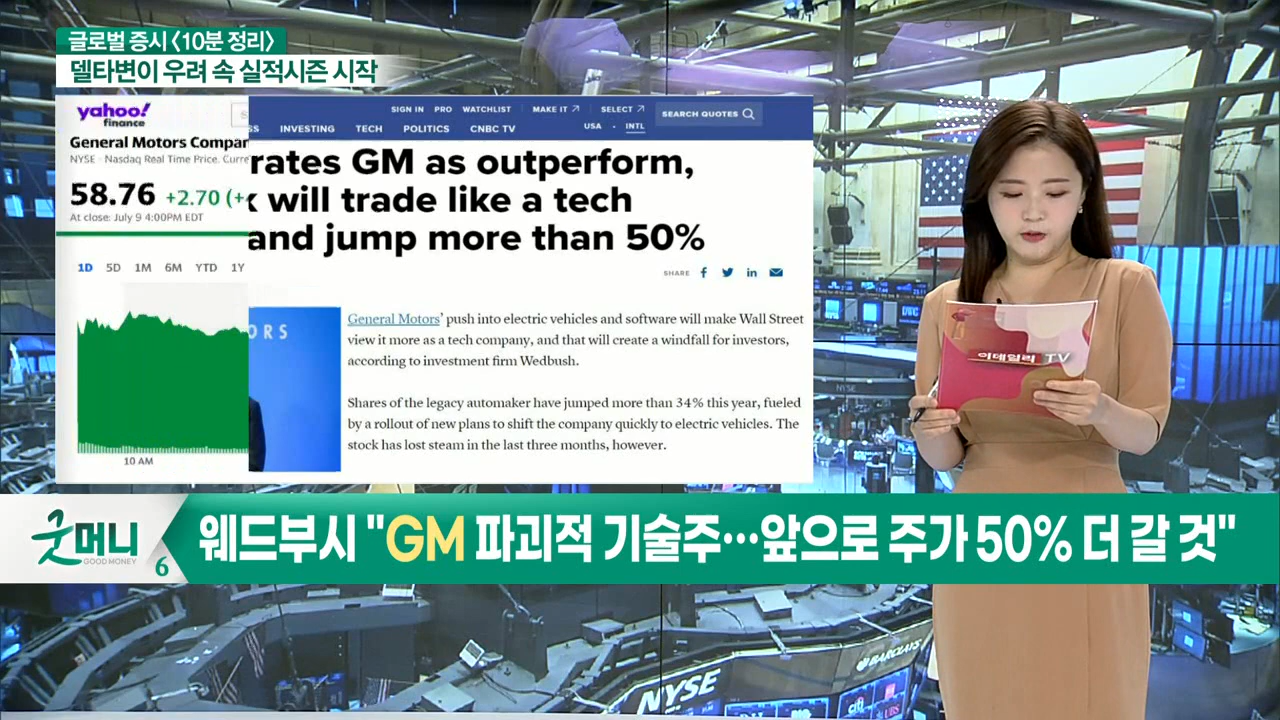 글로벌 증시 <10분 정리>
델타변이 우려 속 실적시즌 시작
yahoo!
finance
General Motors Compan
NYSE - Nasdaq Real Time Price. Curre
58.76 +2.70 (+
At close: July 9 4:00PM EDT
1D 5D 1M 6M YTD 1Y
10 AM
SIGN IN PRO WATCHLIST MAKE IT SELECT SEARCH QUOTES
INVESTING TECH POLITICS CNBC TV USA · INTL
rates GM as outperform,
will trade like a tech
and jump more than 50%
SHARE
ORS
General Motors' push into electric vehicles and software will make Wall Street
view it more as a tech company, and that will create a windfall for investors,
according to investment firm Wedbush.
Shares of the legacy automaker have jumped more than 34% this year, fueled
by a rollout of new plans to shift the company quickly to electric vehicles. The
stock has lost steam in the last three months, however.
이데일리 TV
NYSE
굿머니
GOOD MONEY
6
웨드부시 "GM 파괴적 기술주…앞으로 주가 50% 더 갈 것"
BARCLAYS
NYSE
citi
UBS